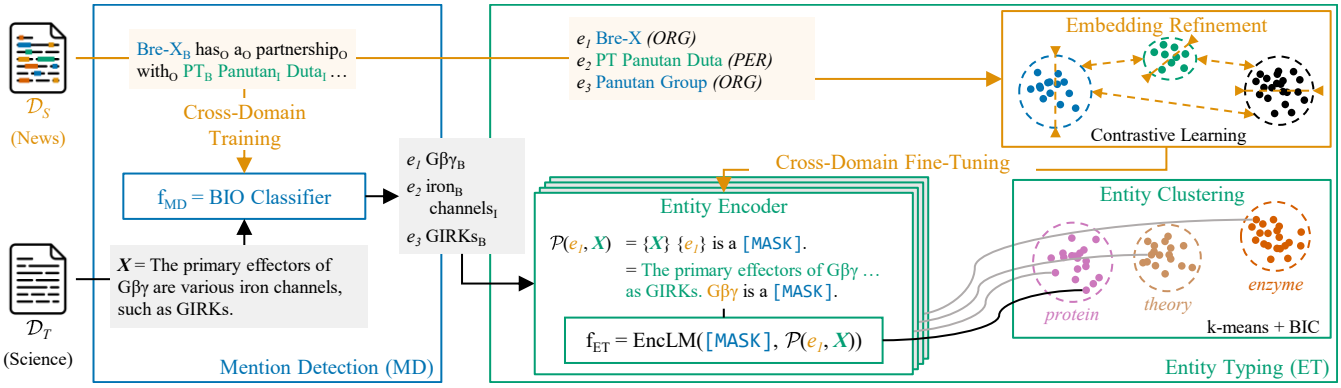 𝒟S
(News)
Bre-XB hasO aO partnershipO
withO PTB PanutanI DutaI …
Cross-Domain
Training
fMD = BIO Classifier
X = The primary effectors of
Gβγ are various iron channels,
such as GIRKs.
𝒟T
(Science)
Mention Detection (MD)
e1 GβγB
e2 ironB
channelsI
e3 GIRKsB
e1 Bre-X (ORG)
e2 PT Panutan Duta (PER)
e3 Panutan Group (ORG)
Embedding Refinement
Contrastive Learning
Cross-Domain Fine-Tuning
Entity Encoder
𝒫(e1, X) = {X} {e1} is a [MASK].
= The primary effectors of Gβγ …
as GIRKs. Gβγ is a [MASK].
fET = EncLM([MASK], 𝒫(e1, X))
Entity Clustering
protein
theory
enzyme
k-means + BIC
Entity Typing (ET)